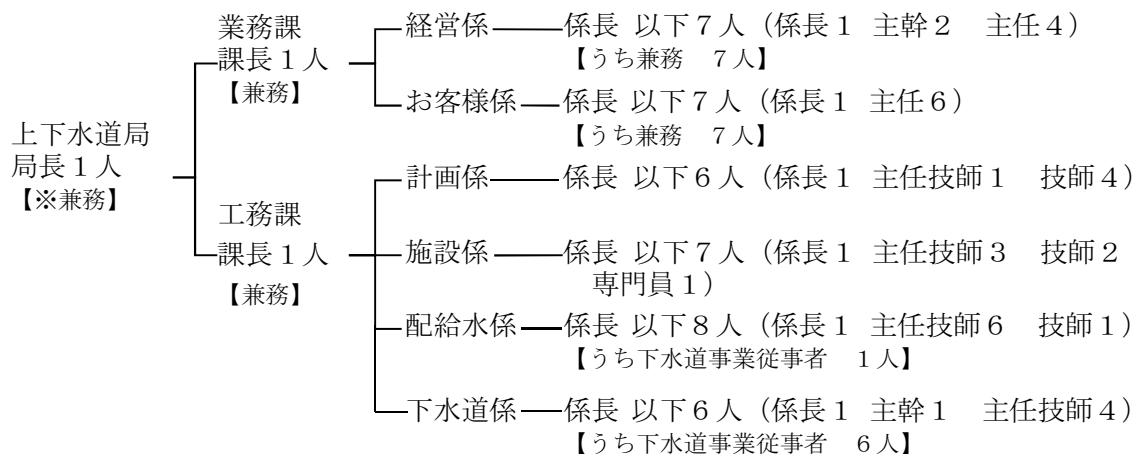 業務課
課長1人
【兼務】
経営係 係長 以下7人（係長1 主幹2 主任4）
【うち兼務 7人】
お客様係 係長 以下7人（係長1 主任6）
【うち兼務 7人】
上下水道局
局長1人
【※兼務】
工務課
課長1人
【兼務】
計画係 係長 以下6人（係長1 主任技師1 技師4）
施設係 係長 以下7人（係長1 主任技師3 技師2
専門員1）
配給水係 係長 以下8人（係長1 主任技師6 技師1）
【うち下水道事業従事者 1人】
下水道係 係長 以下6人（係長1 主幹1 主任技師4）
【うち下水道事業従事者 6人】